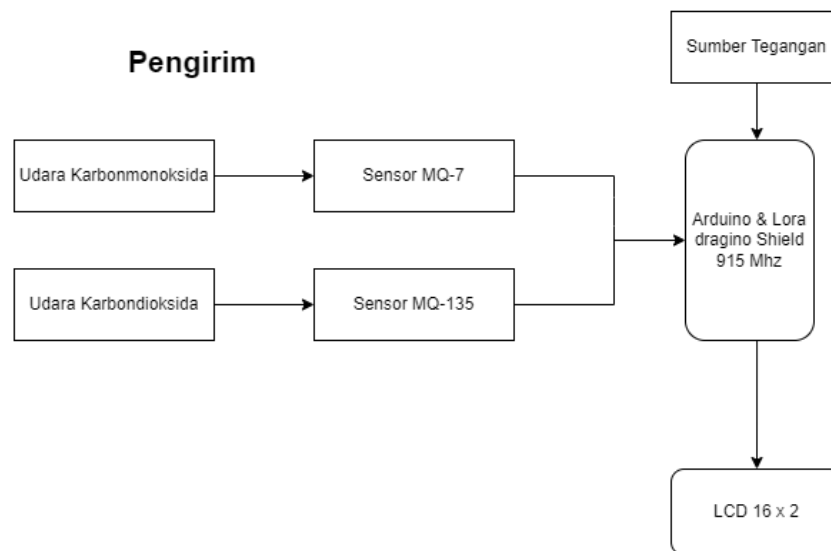 Pengirim
Sumber Tegangan
Udara Karbonmonoksida
Sensor MQ-7
Arduino & Lora
dragino Shield
915 Mhz
Udara Karbondioksida
Sensor MQ-135
LCD 16 x 2